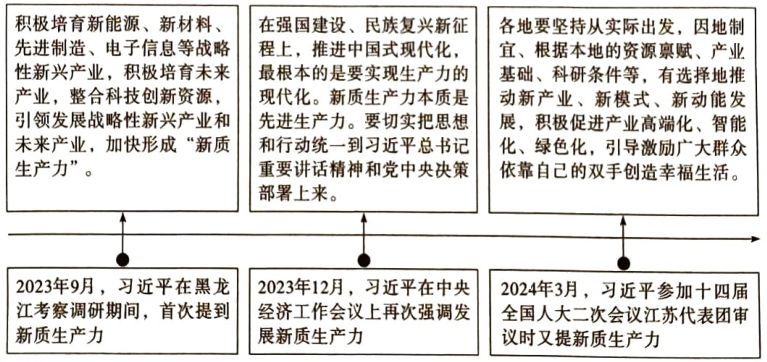 积极培育新能源、新材料、
先进制造、电子信息等战略
性新兴产业，积极培育未来
产业，整合科技创新资源，
引领发展战略性新兴产业和
未来产业，加快形成“新质
生产力”。
在强国建设、民族复兴新征
程上，推进中国式现代化，
最根本的是要实现生产力的
现代化。新质生产力本质是
先进生产力。要切实把思想
和行动统一到习近平总书记
重要讲话精神和党中央决策
部署上来。
各地要坚持从实际出发，因地制
宜、根据本地的资源禀赋、产业
基础、科研条件等，有选择地推
动新产业、新模式、新动能发
展，积极促进产业高端化、智能
化、绿色化，引导激励广大群众
依靠自己的双手创造幸福生活。
2023年9月，习近平在黑龙
江考察调研期间，首次提到
新质生产力
2023年12月，习近平在中央
经济工作会议上再次强调发
展新质生产力
2024年3月，习近平参加十四届
全国人大二次会议江苏代表团审
议时又提新质生产力